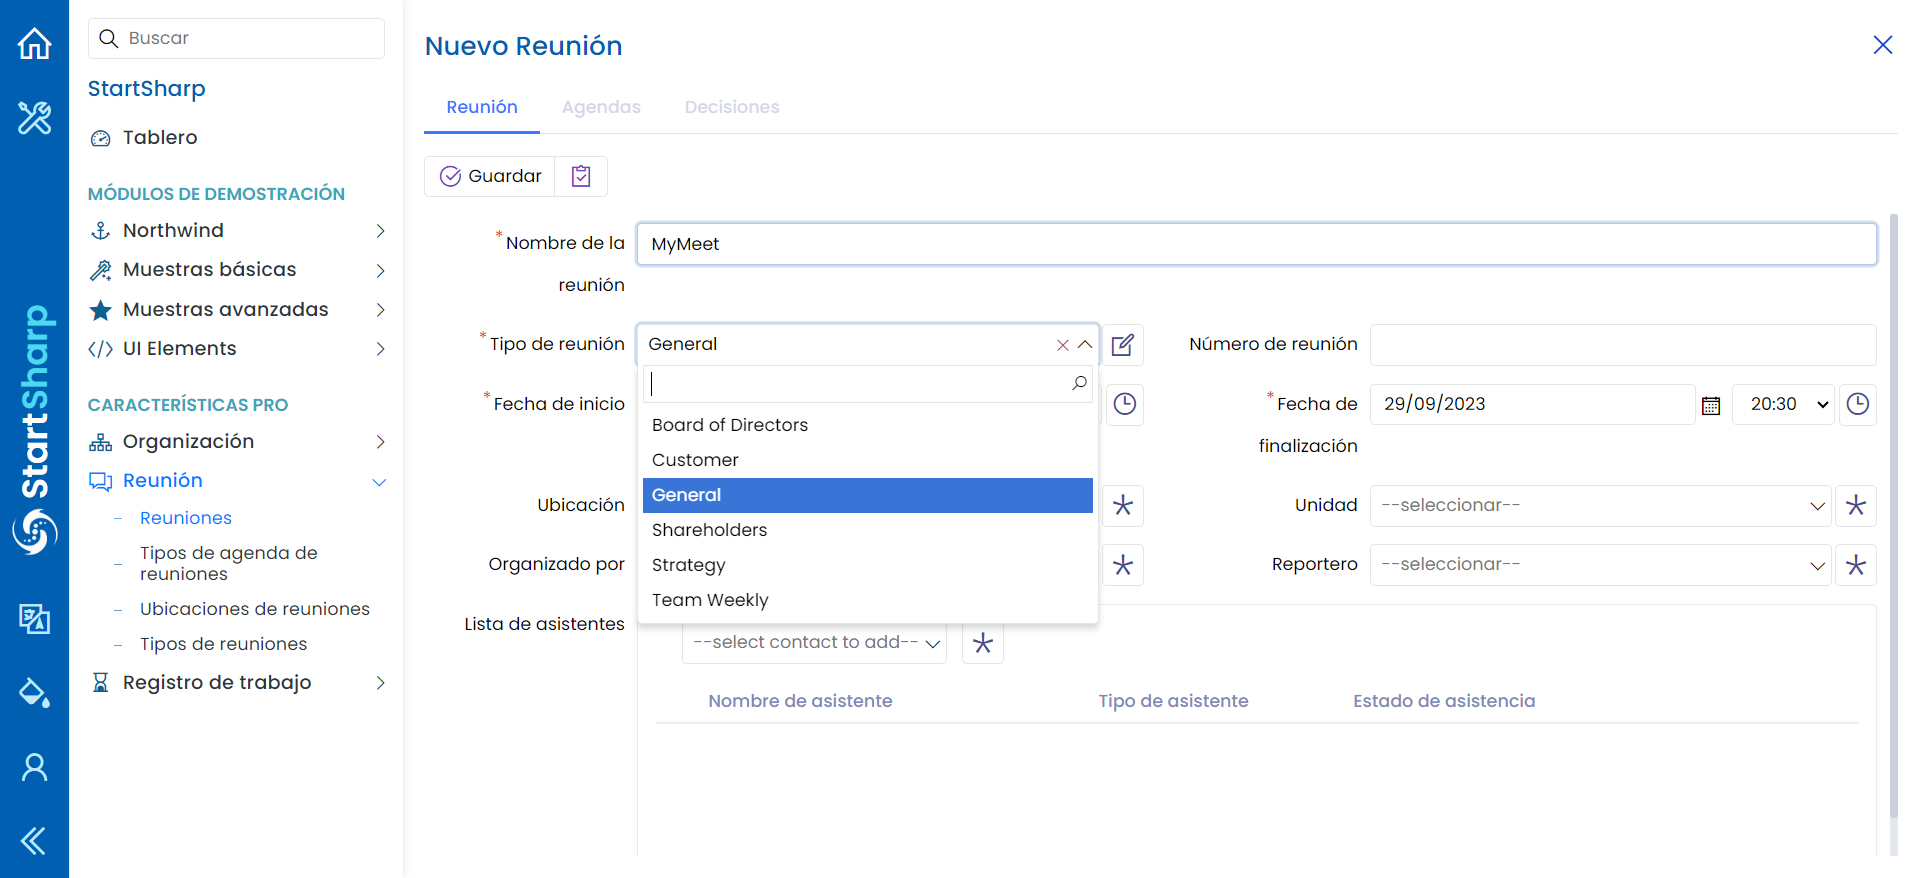 Buscar
StartSharp
Tablero
MÓDULOS DE DEMOSTRACIÓN
Northwind
Muestras básicas
Muestras avanzadas
UI Elements
CARACTERÍSTICAS PRO
Organización
Reunión
Reuniones
Tipos de agenda de
reuniones
Ubicaciones de reuniones
Tipos de reuniones
Registro de trabajo
StartSharp
Nuevo Reunión
Reunión Agendas Decisiones
Guardar
*Nombre de la
reunión
MyMeet
*Tipo de reunión
General
Número de reunión
*Fecha de inicio
*Fecha de
finalización
29/09/2023
20:30
Board of Directors
Customer
General
Shareholders
Strategy
Team Weekly
Ubicación
Unidad
--seleccionar--
Organizado por
Reportero
--seleccionar--
Lista de asistentes
--select contact to add--
Nombre de asistente Tipo de asistente Estado de asistencia